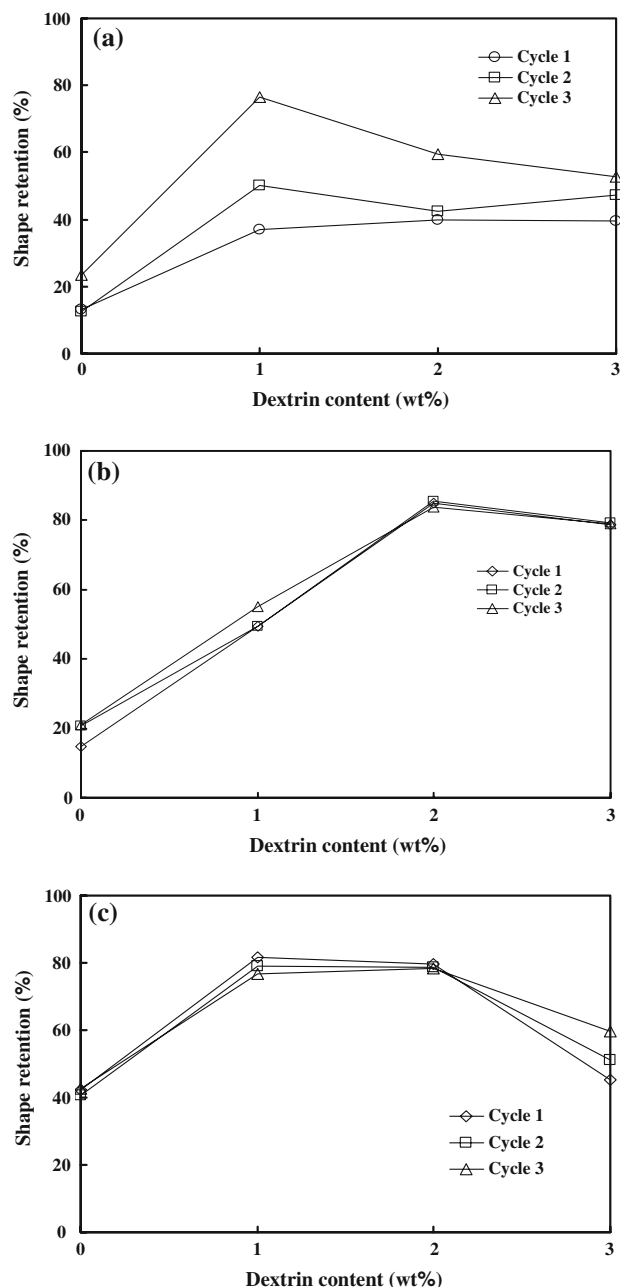 (a)
Cycle 1
Cycle 2
Cycle 3
100
80
60
40
20
0
Shape retention (%)
0 1 2 3
Dextrin content (wt%)
(b)
Cycle 1
Cycle 2
Cycle 3
100
80
60
40
20
0
Shape retention (%)
0 1 2 3
Dextrin content (wt%)
(c)
Cycle 1
Cycle 2
Cycle 3
100
80
60
40
20
0
Shape retention (%)
0 1 2 3
Dextrin content (wt%)